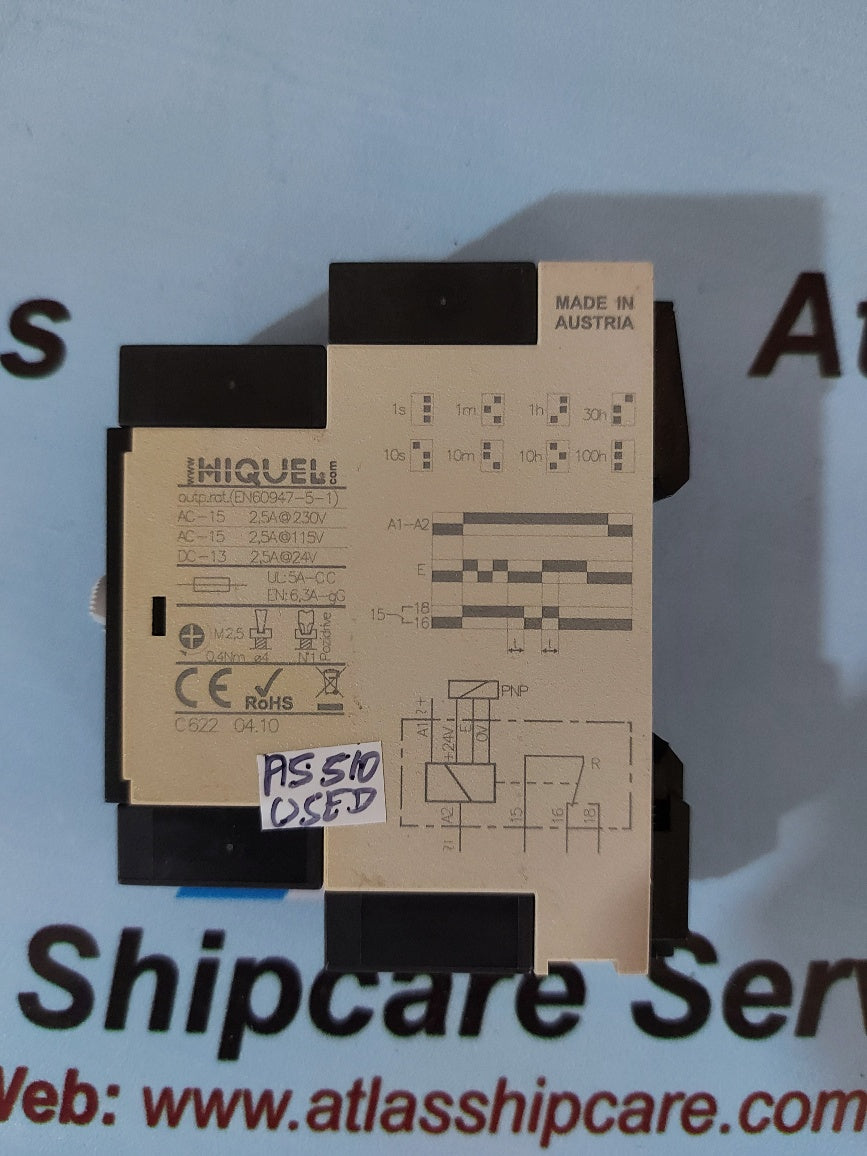 s
At
MADE IN
AUSTRIA
1s 1m 1h 30h
10s 10m 10h 100h
www HIQUEL .com
outp.rat.(EN60947-5-1)
AC-15 2,5A@230V
AC-15 2,5A@115V
DC-13 2,5A@24V
UL:5A-CC
EN:6,3A-gG
M2,5
0,4Nm ø4 N°1 Pozidrive
CE RoHS
C622 04.10
A1-A2
E
15 18
16
t t
PNP
A1 +24V E 0V
R
A2 15 16 18
AS 510
USED
Shipcare Serv
Web: www.atlasshipcare.com